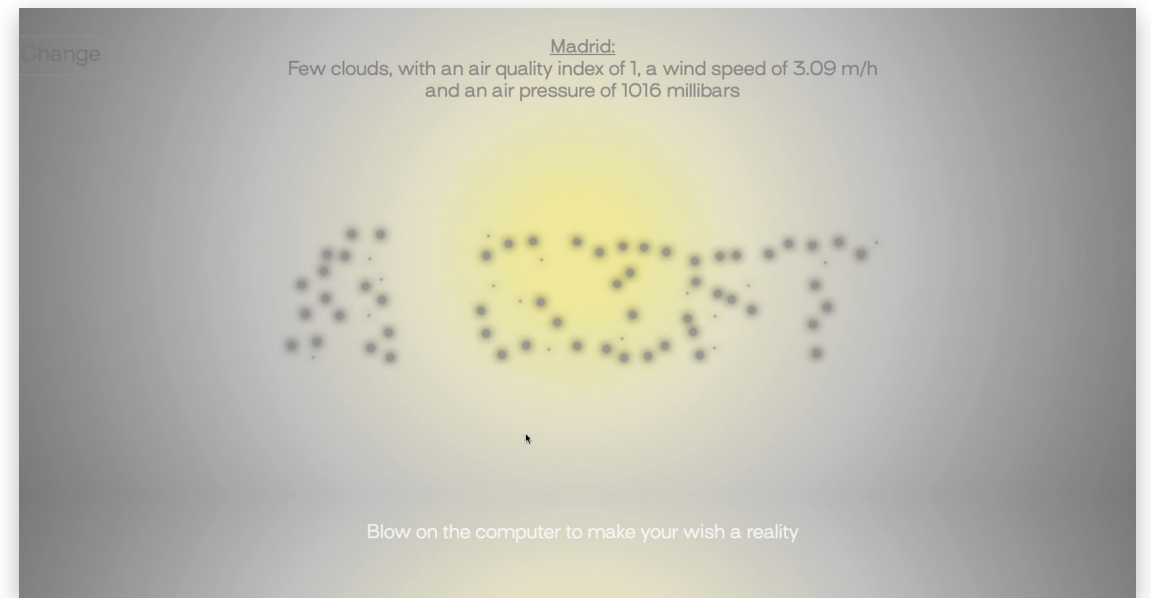 Change
Madrid:
Few clouds, with an air quality index of 1, a wind speed of 3.09 m/h
and an air pressure of 1016 millibars
Blow on the computer to make your wish a reality